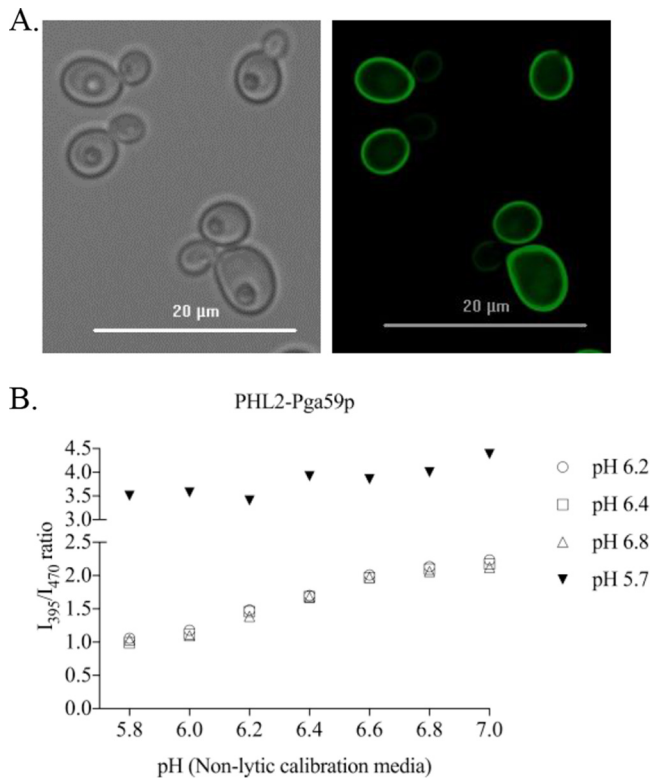 A.
20 µm
20 µm
B.
PHL2-Pga59p
4.5
4.0
3.5
3.0
2.5
2.0
1.5
1.0
0.5
0.0
I395/I470 ratio
5.8 6.0 6.2 6.4 6.6 6.8 7.0
pH (Non-lytic calibration media)
pH 6.2
pH 6.4
pH 6.8
pH 5.7